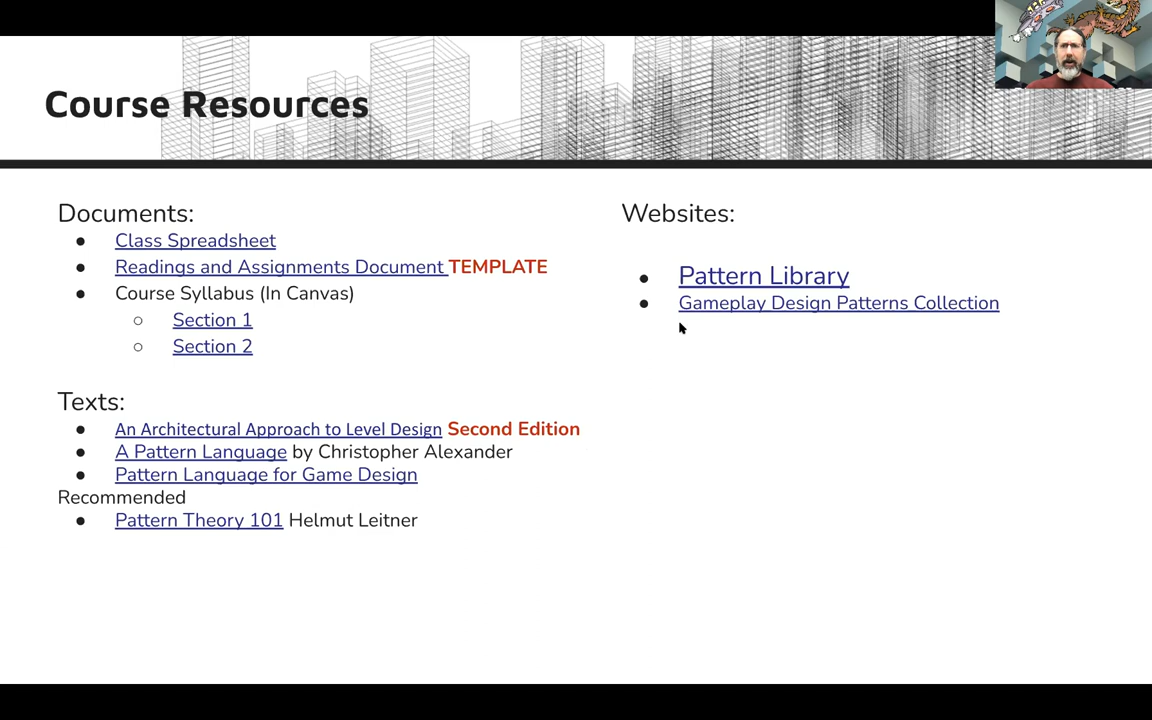 Course Resources
Documents:
Class Spreadsheet
Readings and Assignments Document TEMPLATE
Course Syllabus (In Canvas)
Section 1
Section 2
Texts:
An Architectural Approach to Level Design Second Edition
A Pattern Language by Christopher Alexander
Pattern Language for Game Design
Recommended
Pattern Theory 101 Helmut Leitner
Websites:
Pattern Library
Gameplay Design Patterns Collection